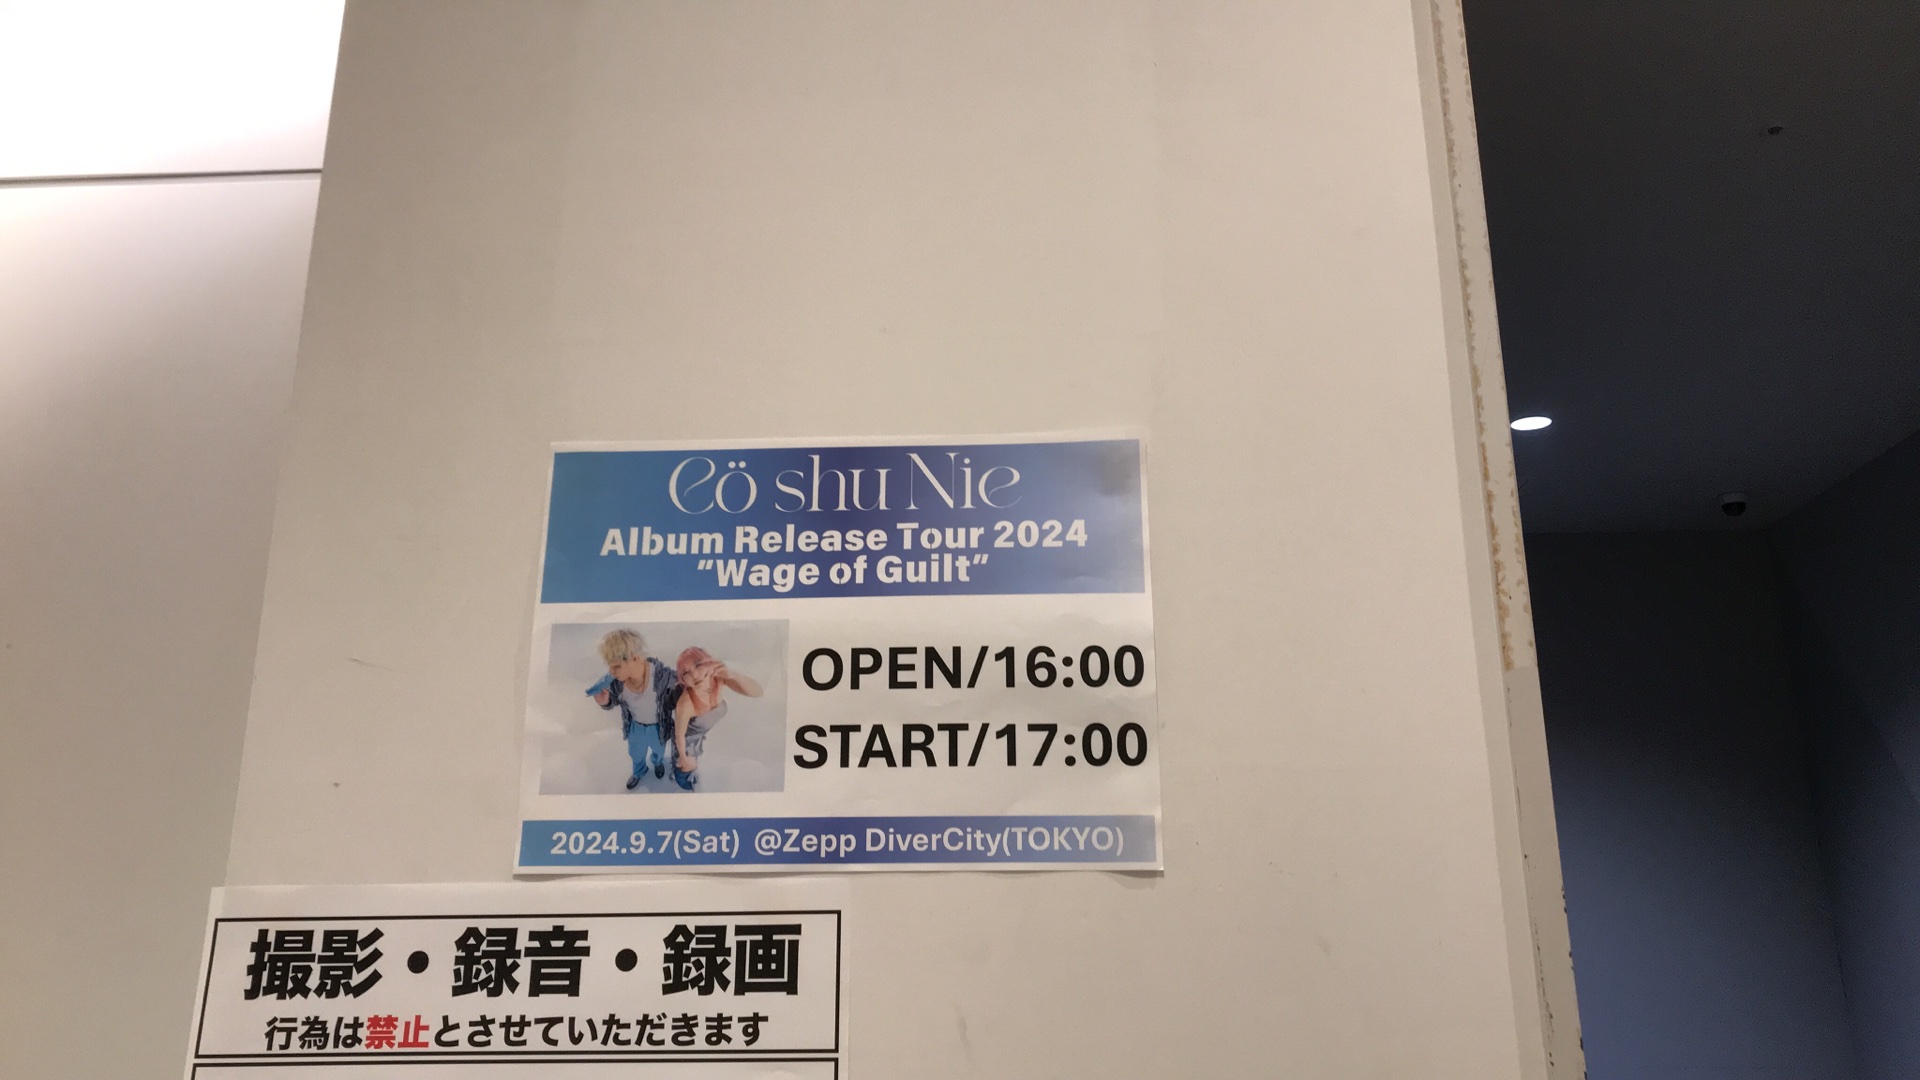 Cö shu Nie
Album Release Tour 2024
"Wage of Guilt"
OPEN/16:00
START/17:00
2024.9.7(Sat) @Zepp DiverCity(TOKYO)
撮影・録音・録画
行為は禁止とさせていただきます